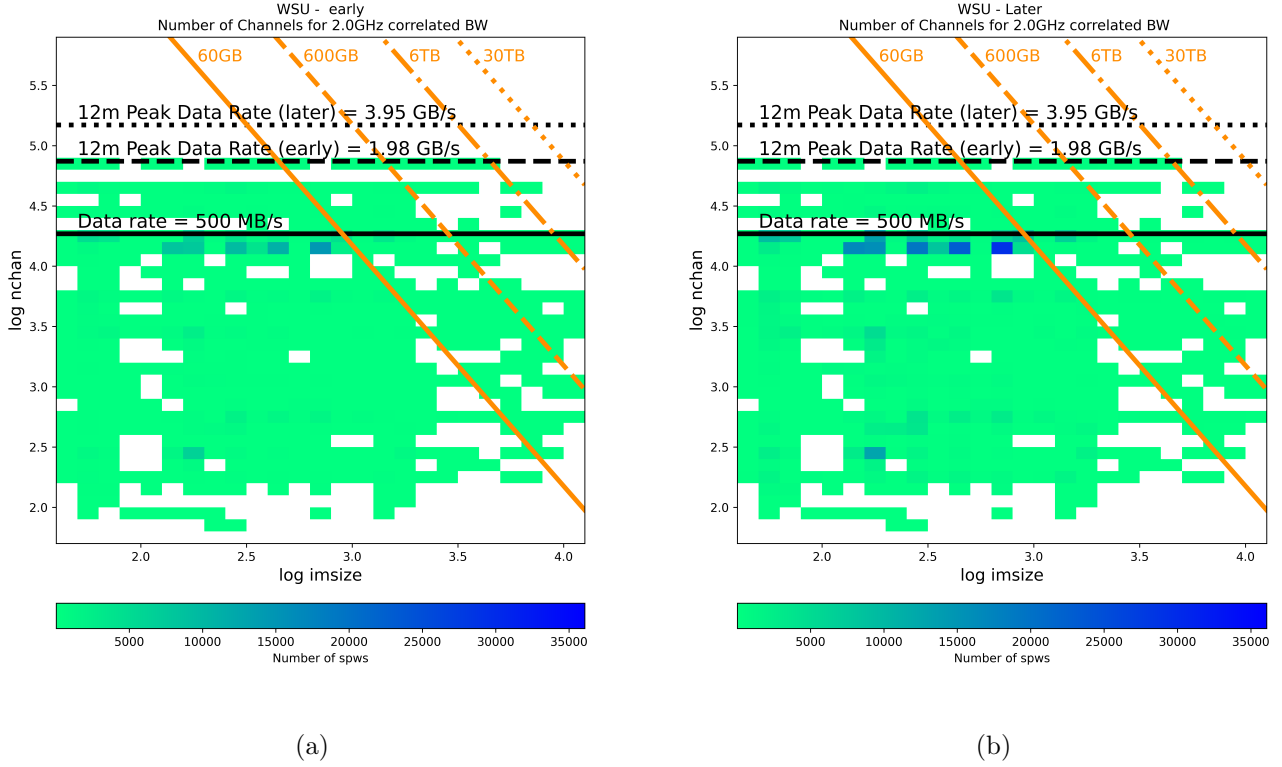 WSU -  early
Number of Channels for 2.0GHz correlated BW
60GB
600GB
6TB
30TB
12m Peak Data Rate (later) = 3.95 GB/s
12m Peak Data Rate (early) = 1.98 GB/s
Data rate = 500 MB/s
5.5
5.0
4.5
4.0
3.5
3.0
2.5
2.0
log nchan
2.0
2.5
3.0
3.5
4.0
log imsize
5000
10000
15000
20000
25000
30000
35000
Number of spws
(a)
WSU - Later
Number of Channels for 2.0GHz correlated BW
60GB
600GB
6TB
30TB
12m Peak Data Rate (later) = 3.95 GB/s
12m Peak Data Rate (early) = 1.98 GB/s
Data rate = 500 MB/s
5.5
5.0
4.5
4.0
3.5
3.0
2.5
2.0
log nchan
2.0
2.5
3.0
3.5
4.0
log imsize
5000
10000
15000
20000
25000
30000
35000
Number of spws
(b)